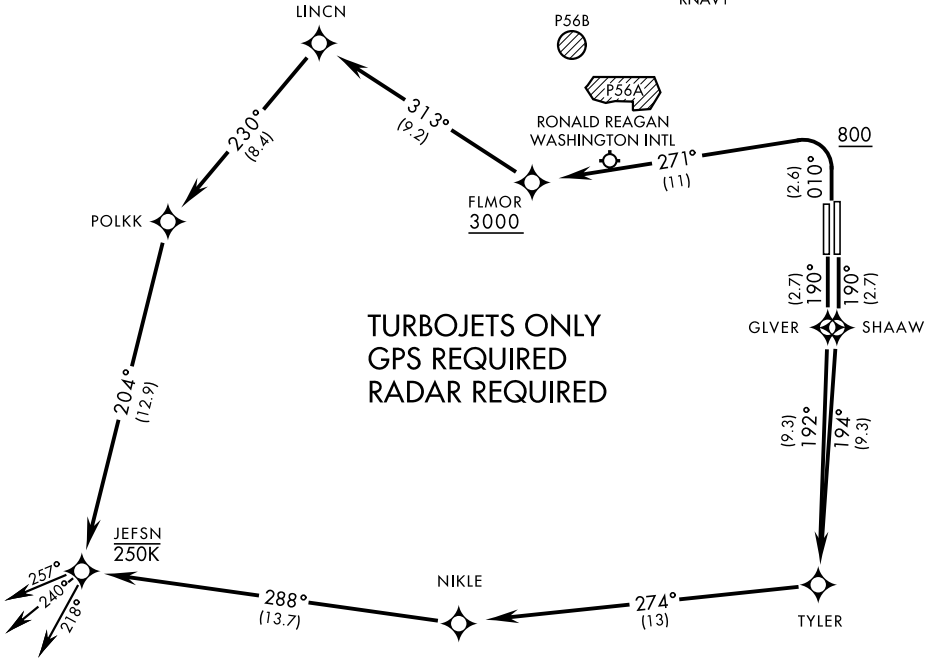 LINCN
P56B
P56A
RONALD REAGAN
WASHINGTON INTL
800
313°
(9.2)
230°
(8.4)
271°
(11)
(2.6)
010°
FLMOR
3000
POLKK
(2.7)
190°
190°
(2.7)
TURBOJETS ONLY
GPS REQUIRED
RADAR REQUIRED
GLVER
SHAAW
204°
(12.9)
(9.3)
192°
194°
(9.3)
JEFSN
250K
257°
240°
218°
288°
(13.7)
NIKLE
274°
(13)
TYLER